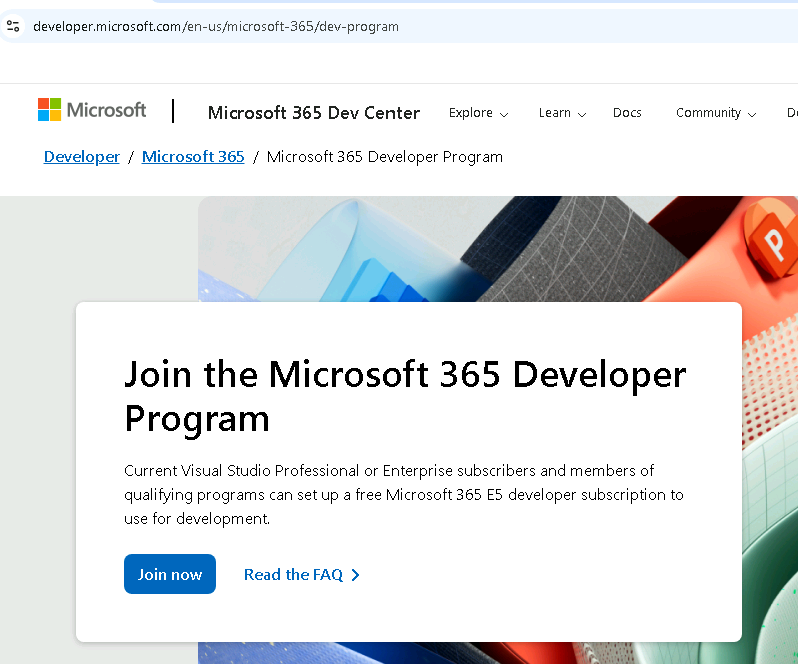 developer.microsoft.com/en-us/microsoft-365/dev-program
Microsoft
Microsoft 365 Dev Center
Explore
Learn
Docs
Community
Developer / Microsoft 365 / Microsoft 365 Developer Program
P
Join the Microsoft 365 Developer
Program
Current Visual Studio Professional or Enterprise subscribers and members of
qualifying programs can set up a free Microsoft 365 E5 developer subscription to
use for development.
Join now
Read the FAQ